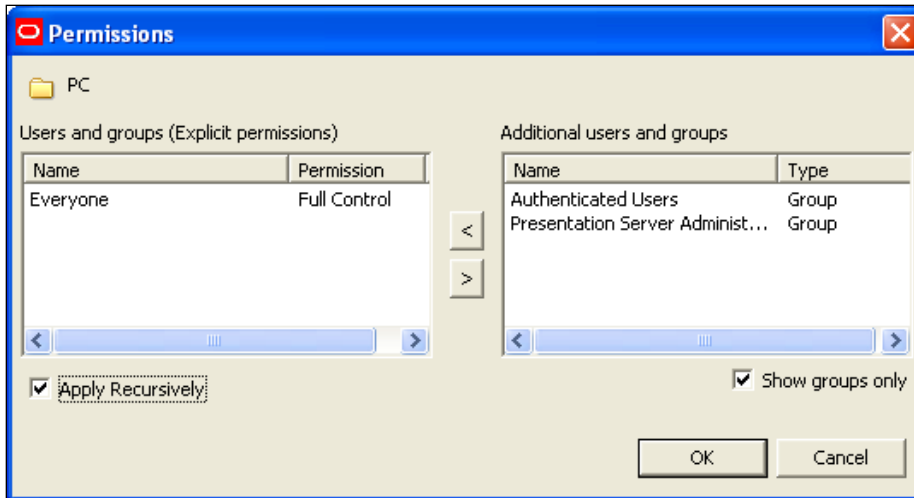 Permissions
PC
Users and groups (Explicit permissions)
Name Permission
Everyone Full Control
<
>
Apply Recursively
Additional users and groups
Name Type
Authenticated Users Group
Presentation Server Administ... Group
Show groups only
OK Cancel